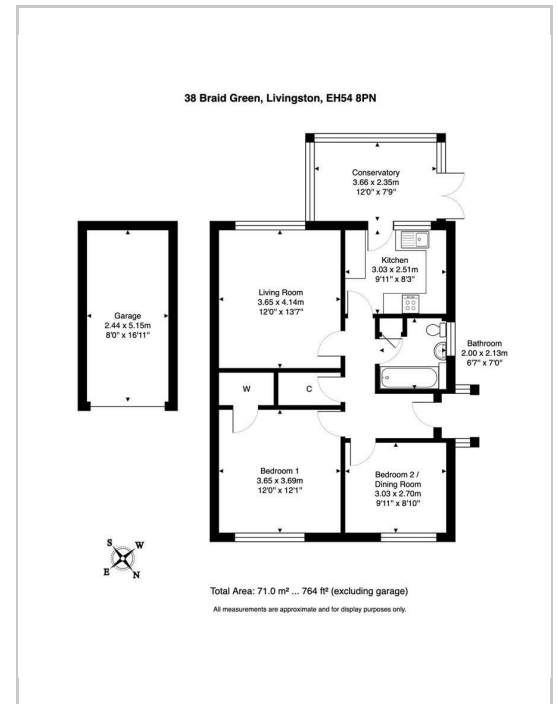 38 Braid Green, Livingston, EH54 8PN
Conservatory
3.66 x 2.35m
12'0" x 7'9"
Kitchen
3.03 x 2.51m
9'11" x 8'3"
Living Room
3.65 x 4.14m
12'0" x 13'7"
Garage
2.44 x 5.15m
8'0" x 16'11"
Bathroom
2.00 x 2.13m
6'7" x 7'0"
W
C
Bedroom 1
3.65 x 3.69m
12'0" x 12'1"
Bedroom 2 /
Dining Room
3.03 x 2.70m
9'11" x 8'10"
S
W
E
N
Total Area: 71.0 m² ... 764 ft² (excluding garage)
All measurements are approximate and for display purposes only.